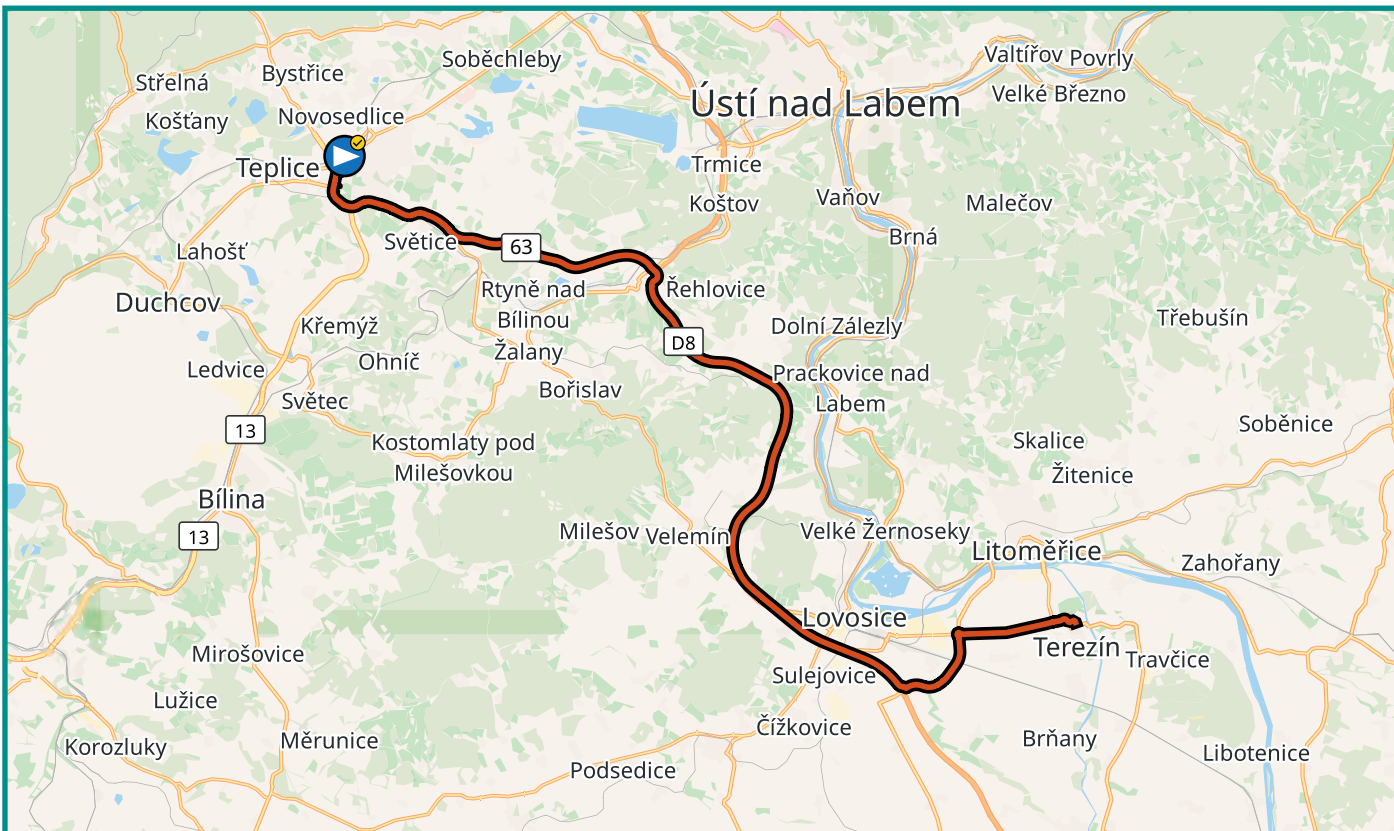 Soběchleby
Valtířov
Povrly
Bystřice
Střelná
Velké Březno
Ústí nad Labem
Novosedlice
Košťany
Teplice
Trmice
Koštov
Vaňov
Malečov
Světice
Brná
Lahošť
63
Rtyně nad
Bílinou
Řehlovice
Duchcov
Křemýž
Dolní Zálezly
Třebušín
D8
Žalany
Ohníč
Ledvice
Prackovice nad
Labem
Bořislav
Světec
13
Soběnice
Kostomlaty pod
Milešovkou
Skalice
Žitenice
Bílina
13
Milešov
Velemín
Velké Žernoseky
Litoměřice
Zahořany
Lovosice
Terezín
Travčice
Mirošovice
Sulejovice
Lužice
Čížkovice
Korozluky
Měrunice
Brňany
Libotenice
Podsedice